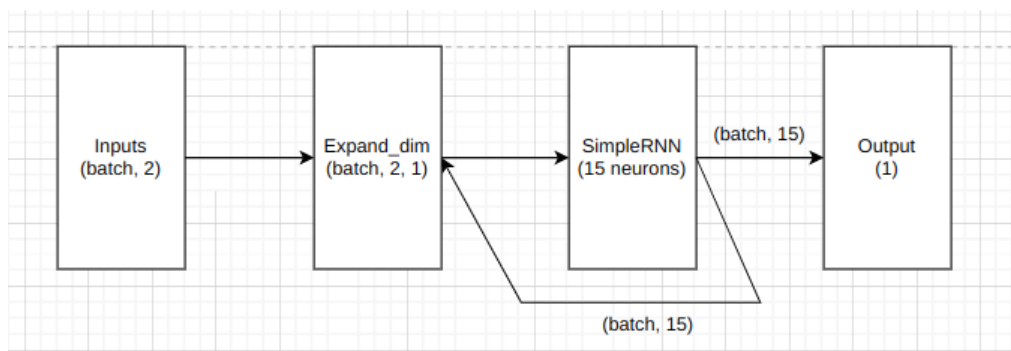 Inputs
(batch, 2)
Expand_dim
(batch, 2, 1)
SimpleRNN
(15 neurons)
(batch, 15)
Output
(1)
(batch, 15)